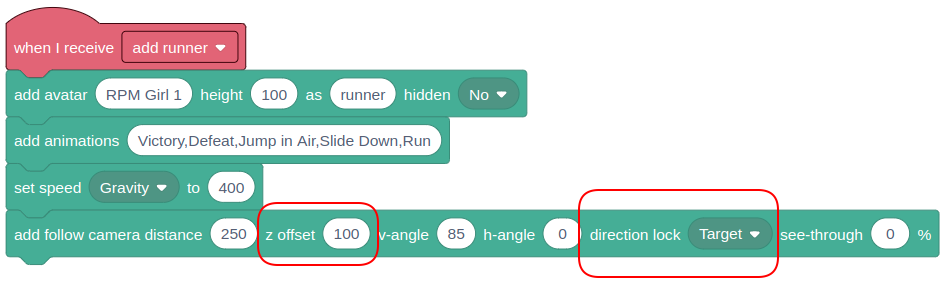 when I receive add runner
add avatar RPM Girl 1 height 100 as runner hidden No
add animations Victory,Defeat,Jump in Air,Slide Down,Run
set speed Gravity to 400
add follow camera distance 250 z offset 100 v-angle 85 h-angle 0 direction lock Target see-through 0 %